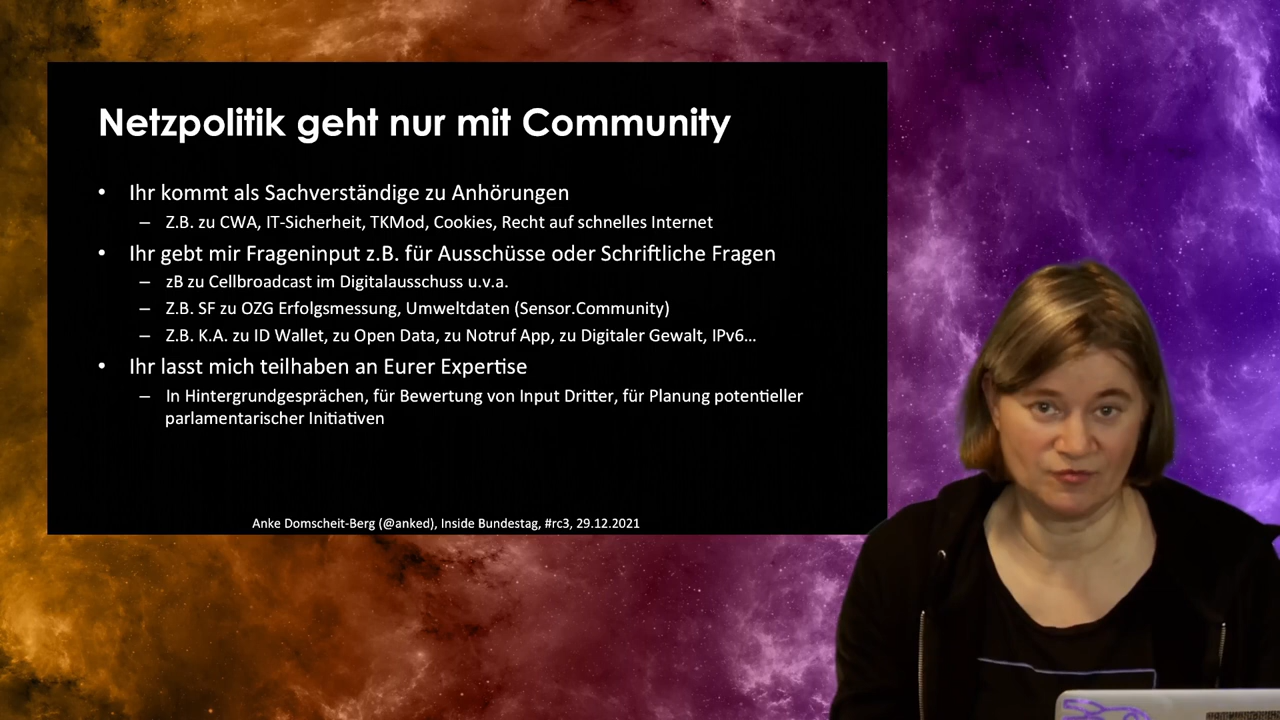 Netzpolitik geht nur mit Community
• Ihr kommt als Sachverständige zu Anhörungen
– Z.B. zu CWA, IT-Sicherheit, TKMod, Cookies, Recht auf schnelles Internet
• Ihr gebt mir Frageninput z.B. für Ausschüsse oder Schriftliche Fragen
– zB zu Cellbroadcast im Digitalausschuss u.v.a.
– Z.B. SF zu OZG Erfolgsmessung, Umweltdaten (Sensor.Community)
– Z.B. K.A. zu ID Wallet, zu Open Data, zu Notruf App, zu Digitaler Gewalt, IPv6...
• Ihr lasst mich teilhaben an Eurer Expertise
– In Hintergrundgesprächen, für Bewertung von Input Dritter, für Planung potentieller
parlamentarischer Initiativen
Anke Domscheit-Berg (@anked), Inside Bundestag, #rc3, 29.12.2021